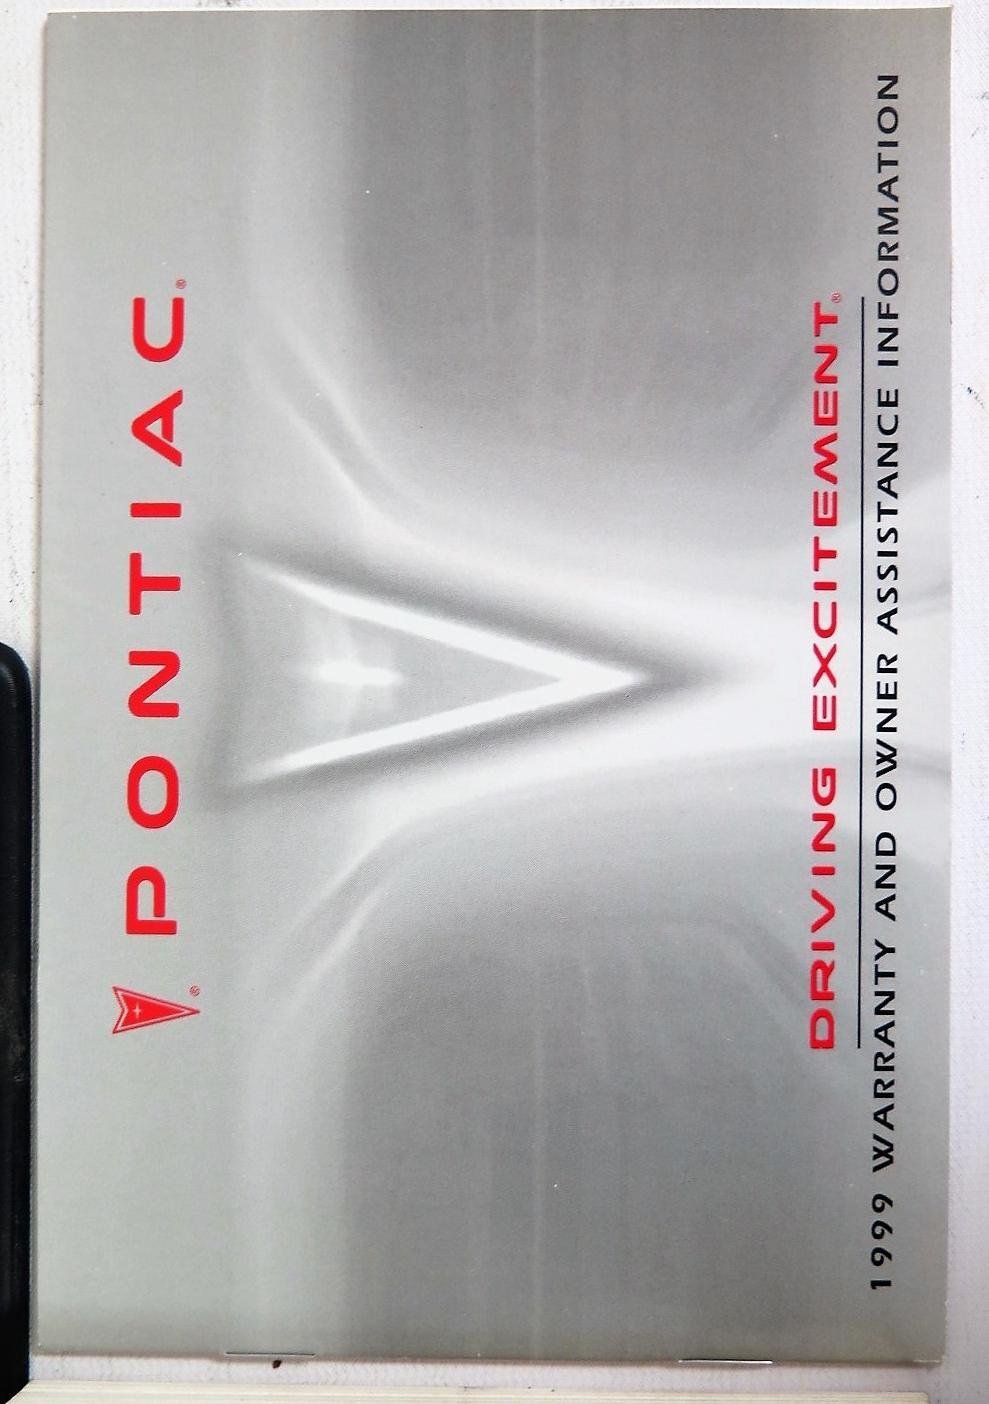 PONTIAC®
DRIVING EXCITEMENT®
1999 WARRANTY AND OWNER ASSISTANCE INFORMATION